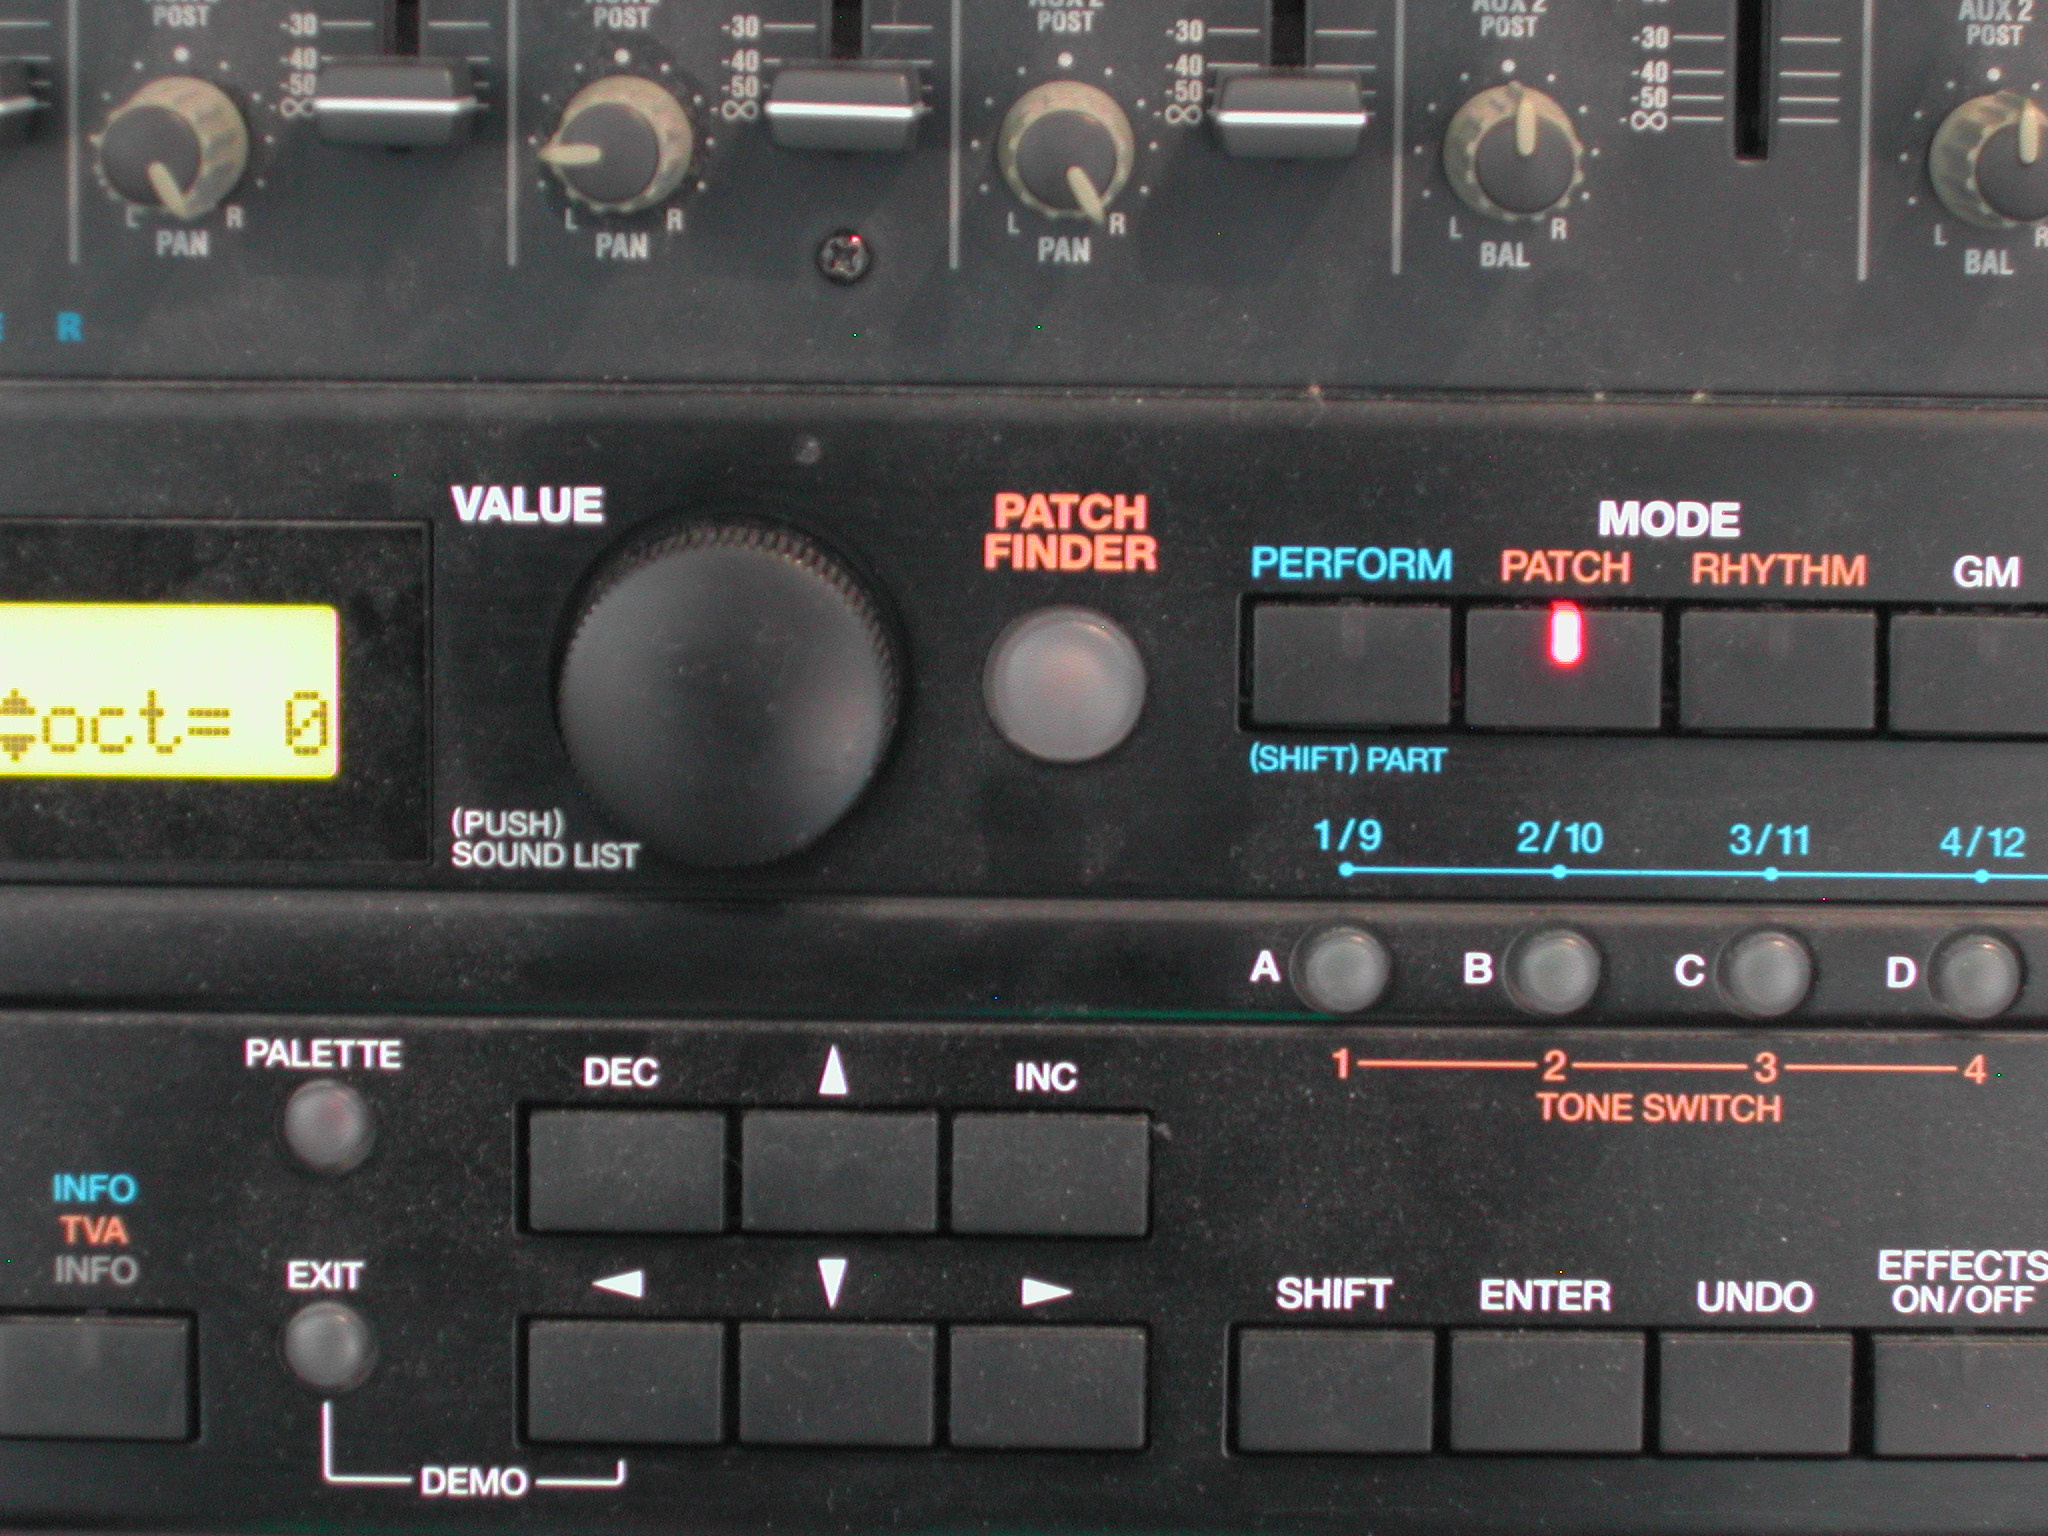 POST
POST
POST
AUX 2
POST
AUX 2
POST
-30
-40
-50
∞
-30
-40
-50
∞
-30
-40
-50
∞
-30
-40
-50
∞
L R
PAN
L R
PAN
L R
PAN
L R
BAL
L R
BAL
R
VALUE
PATCH
FINDER
MODE
PERFORM PATCH RHYTHM GM
oct= 0
(SHIFT) PART
(PUSH)
SOUND LIST
1/9 2/10 3/11 4/12
A B C D
1 2 3 4
TONE SWITCH
PALETTE
DEC ▲ INC
INFO
TVA
INFO
EXIT
◀ ▼ ▶
SHIFT ENTER UNDO EFFECTS
ON/OFF
DEMO